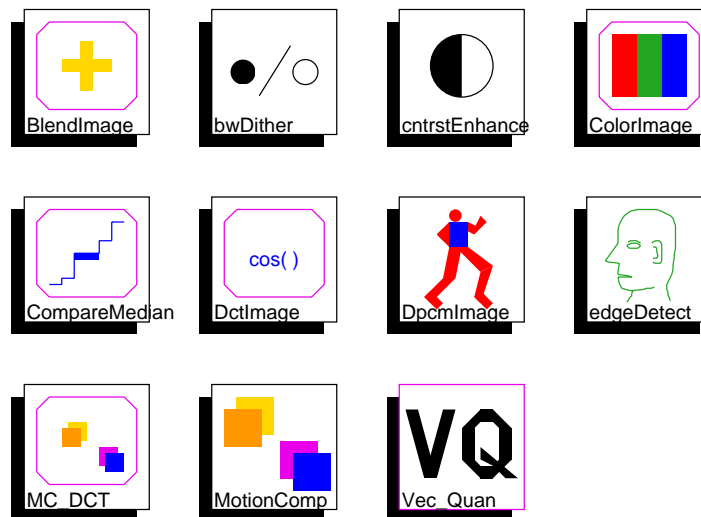 BlendImage
bwDither
cntrstEnhance
ColorImage
CompareMedian
cos( )
DctImage
DpcmImage
edgeDetect
MC_DCT
MotionComp
VQ
Vec_Quan